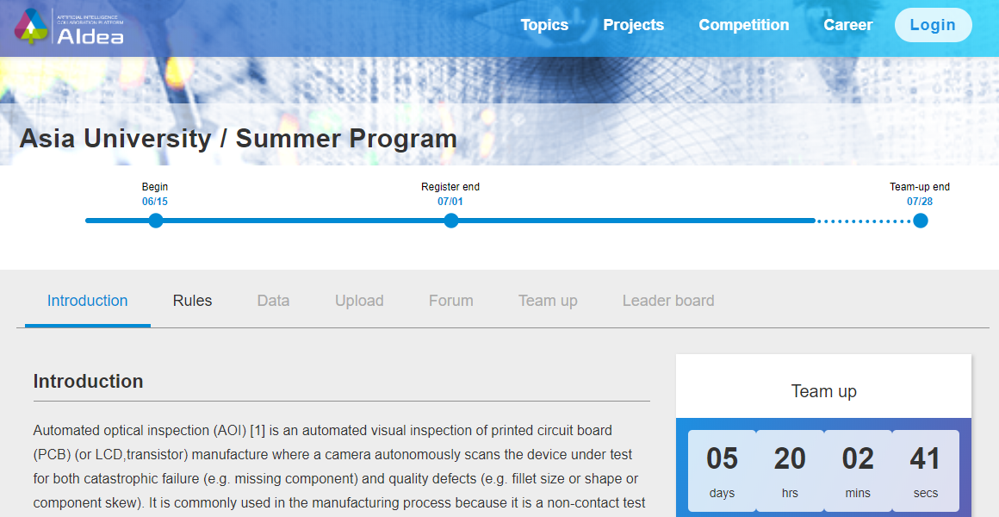 ARTIFICIAL INTELLIGENCE
COLLABORATION PLATFORM
AIdea
Topics
Projects
Competition
Career
Login
Asia University / Summer Program
Begin
06/15
Register end
07/01
Team-up end
07/28
Introduction
Rules
Data
Upload
Forum
Team up
Leader board
Introduction
Automated optical inspection (AOI) [1] is an automated visual inspection of printed circuit board
(PCB) (or LCD,transistor) manufacture where a camera autonomously scans the device under test
for both catastrophic failure (e.g. missing component) and quality defects (e.g. fillet size or shape or
component skew). It is commonly used in the manufacturing process because it is a non-contact test
Team up
05 20 02 41
days hrs mins secs